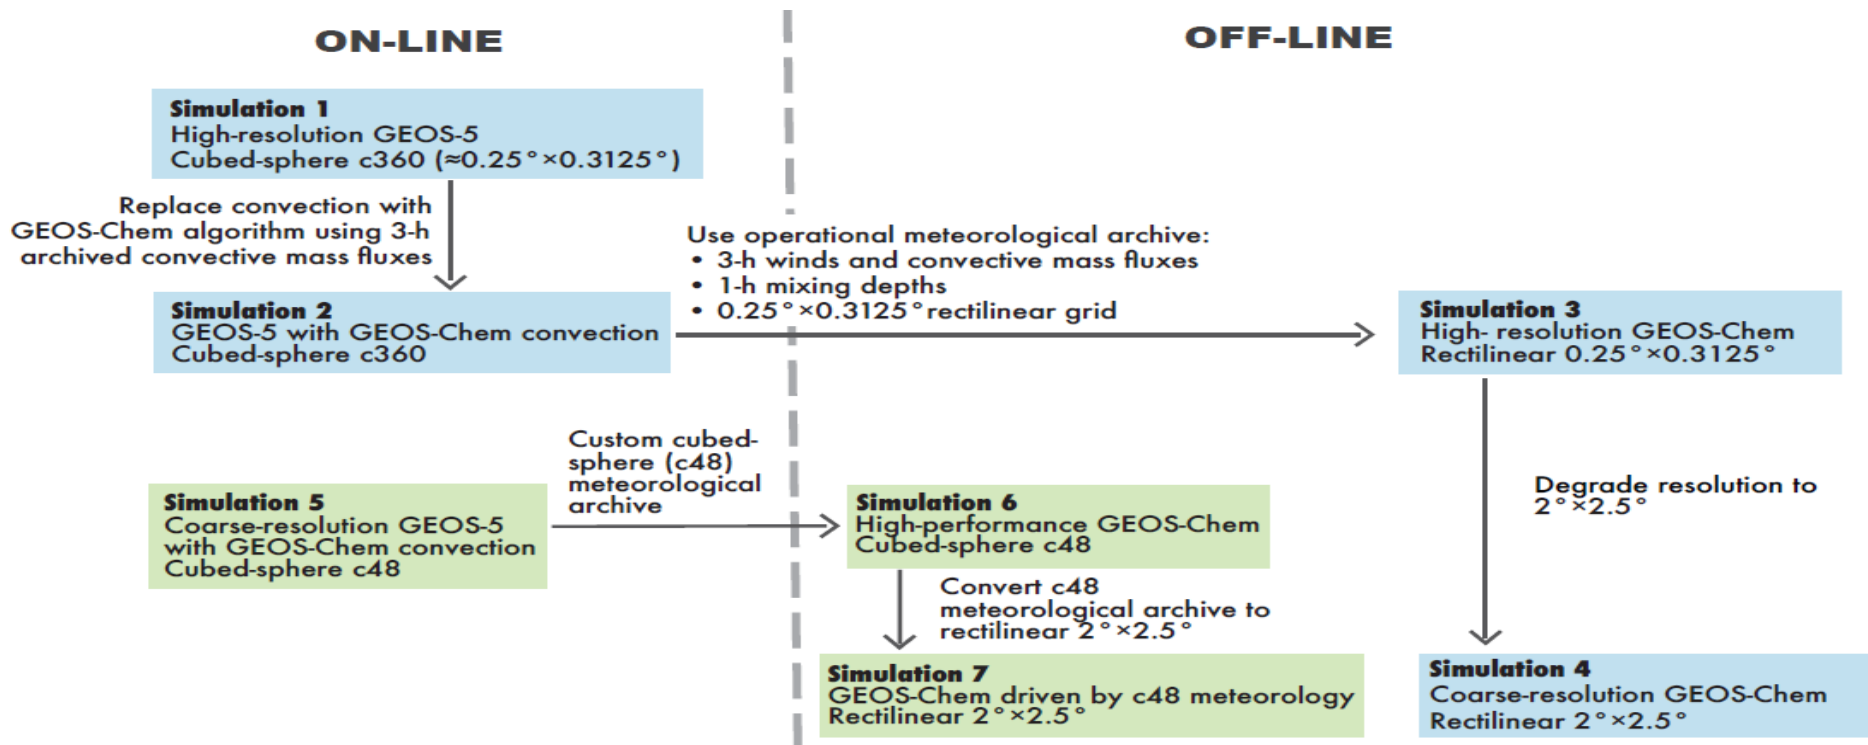 ON-LINE
OFF-LINE
Simulation 1
High-resolution GEOS-5
Cubed-sphere c360 (≈0.25°×0.3125°)
Replace convection with
GEOS-Chem algorithm using 3-h
archived convective mass fluxes
Use operational meteorological archive:
• 3-h winds and convective mass fluxes
• 1-h mixing depths
• 0.25°×0.3125°rectilinear grid
Simulation 2
GEOS-5 with GEOS-Chem convection
Cubed-sphere c360
Simulation 3
High- resolution GEOS-Chem
Rectilinear 0.25°×0.3125°
Custom cubed-
sphere (c48)
meteorological
archive
Degrade resolution to
2°×2.5°
Simulation 5
Coarse-resolution GEOS-5
with GEOS-Chem convection
Cubed-sphere c48
Simulation 6
High-performance GEOS-Chem
Cubed-sphere c48
Convert c48
meteorological archive to
rectilinear 2°×2.5°
Simulation 7
GEOS-Chem driven by c48 meteorology
Rectilinear 2°×2.5°
Simulation 4
Coarse-resolution GEOS-Chem
Rectilinear 2°×2.5°